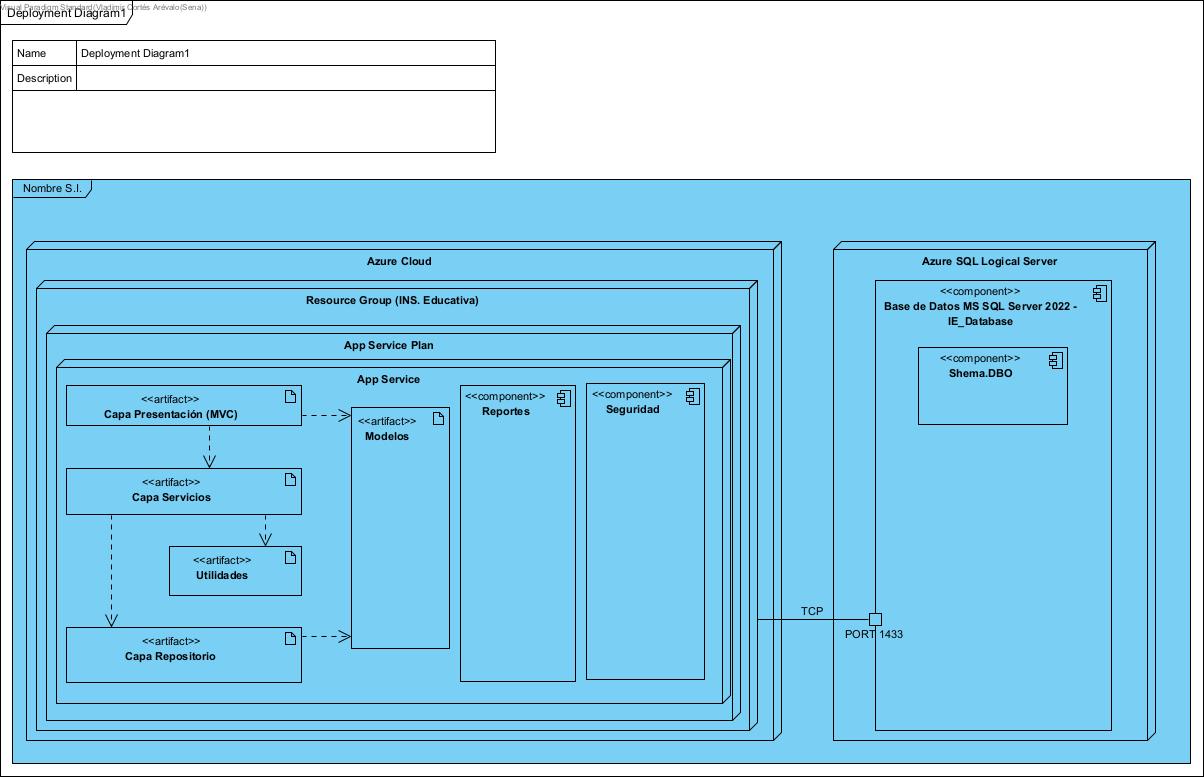 Visual Paradigm Standard(Vladimis Cortés Arévalo(Sena))
Deployment Diagram1
Name
Deployment Diagram1
Description
Nombre S.I.
Azure Cloud
Resource Group (INS. Educativa)
App Service Plan
App Service
<<artifact>>
Capa Presentación (MVC)
<<artifact>>
Capa Servicios
<<artifact>>
Utilidades
<<artifact>>
Capa Repositorio
<<artifact>>
Modelos
<<component>>
Reportes
<<component>>
Seguridad
TCP
PORT 1433
Azure SQL Logical Server
<<component>>
Base de Datos MS SQL Server 2022 -
IE_Database
<<component>>
Shema.DBO